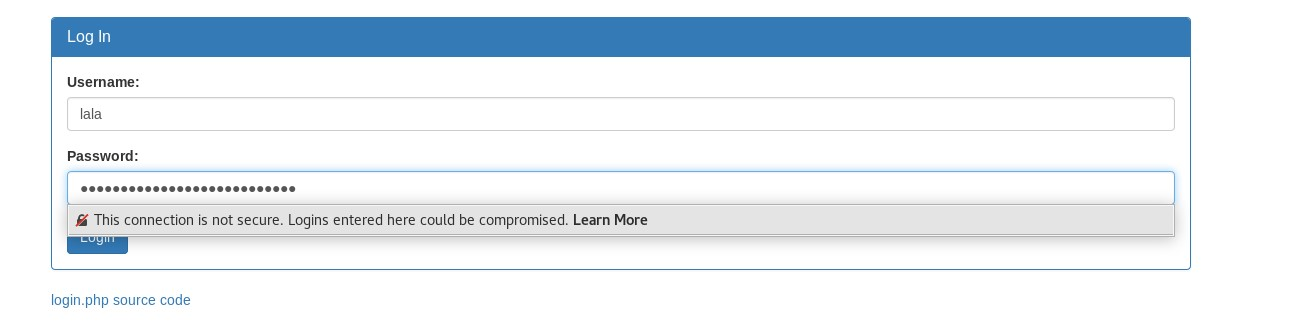 Log In
Username:
lala
Password:
•••••••••••••••••••••••••••
This connection is not secure. Logins entered here could be compromised. Learn More
Login
login.php source code